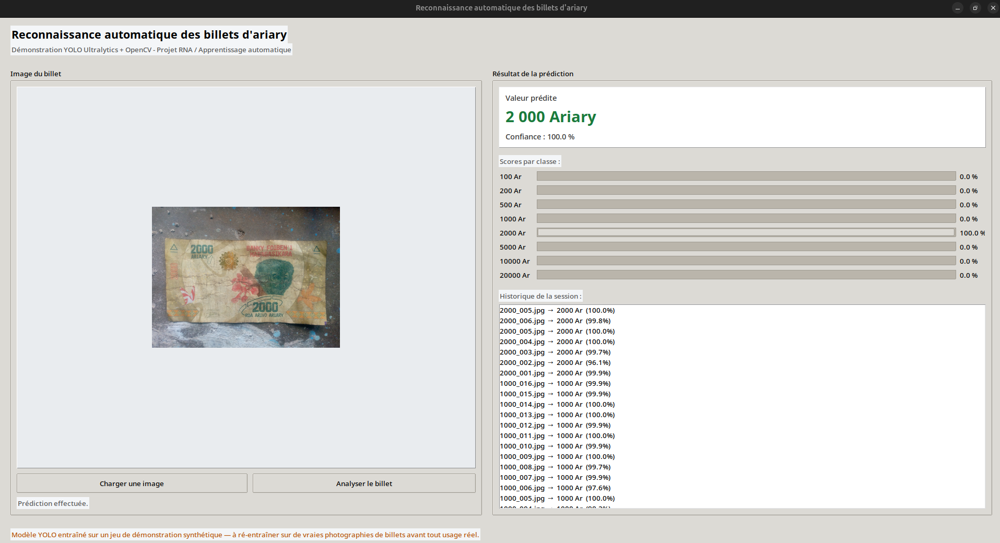 Reconnaissance automatique des billets d'ariary
Reconnaissance automatique des billets d'ariary
Démonstration YOLO Ultralytics + OpenCV - Projet RNA / Apprentissage automatique
Image du billet
2000
ARIARY
BANKY FOIBEN'I
MADAGASIKARA
2000
ROA ARIVO ARIARY
Charger une image
Analyser le billet
Prédiction effectuée.
Résultat de la prédiction
Valeur prédite
2 000 Ariary
Confiance : 100.0 %
Scores par classe :
100 Ar 0.0 %
200 Ar 0.0 %
500 Ar 0.0 %
1000 Ar 0.0 %
2000 Ar 100.0 %
5000 Ar 0.0 %
10000 Ar 0.0 %
20000 Ar 0.0 %
Historique de la session :
2000_005.jpg → 2000 Ar (100.0%)
2000_006.jpg → 2000 Ar (99.8%)
2000_005.jpg → 2000 Ar (100.0%)
2000_004.jpg → 2000 Ar (100.0%)
2000_003.jpg → 2000 Ar (99.7%)
2000_002.jpg → 2000 Ar (96.1%)
2000_001.jpg → 2000 Ar (99.9%)
1000_016.jpg → 1000 Ar (99.9%)
1000_015.jpg → 1000 Ar (99.9%)
1000_014.jpg → 1000 Ar (100.0%)
1000_013.jpg → 1000 Ar (100.0%)
1000_012.jpg → 1000 Ar (99.9%)
1000_011.jpg → 1000 Ar (100.0%)
1000_010.jpg → 1000 Ar (99.9%)
1000_009.jpg → 1000 Ar (100.0%)
1000_008.jpg → 1000 Ar (99.7%)
1000_007.jpg → 1000 Ar (99.9%)
1000_006.jpg → 1000 Ar (97.6%)
1000_005.jpg → 1000 Ar (100.0%)
Modèle YOLO entraîné sur un jeu de démonstration synthétique — à ré-entraîner sur de vraies photographies de billets avant tout usage réel.